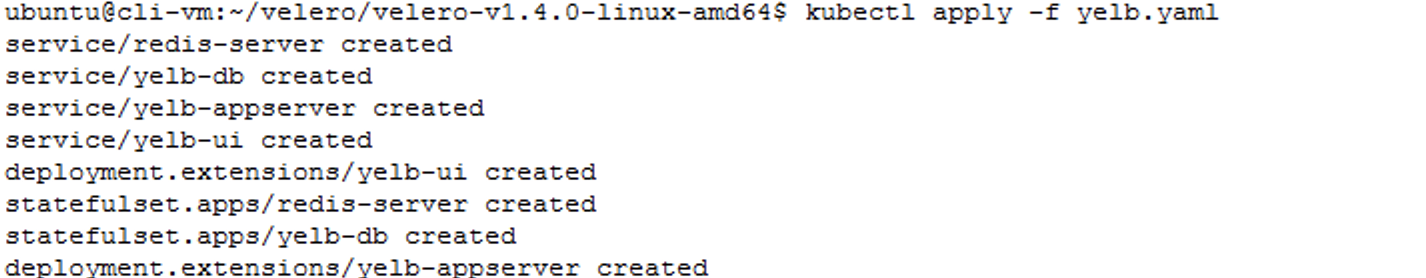 ubuntu@cli-vm:~/velero/velero-v1.4.0-linux-amd64$ kubectl apply -f yelb.yaml
service/redis-server created
service/yelb-db created
service/yelb-appserver created
service/yelb-ui created
deployment.extensions/yelb-ui created
statefulset.apps/redis-server created
statefulset.apps/yelb-db created
deployment.extensions/yelb-appserver created